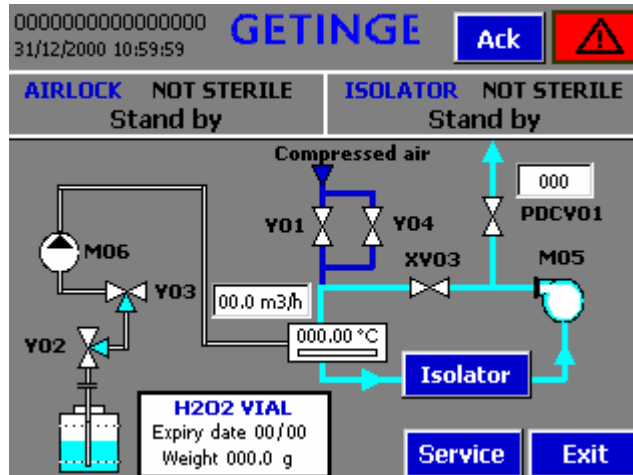 0000000000000000
31/12/2000 10:59:59
GETINGE
Ack
AIRLOCK NOT STERILE
Stand by
ISOLATOR NOT STERILE
Stand by
Compressed air
000
PDCV01
Y01
Y04
M06
XV03
M05
Y03
00.0 m3/h
000.00 °C
Y02
Isolator
H2O2 VIAL
Expiry date 00/00
Weight 000.0 g
Service
Exit